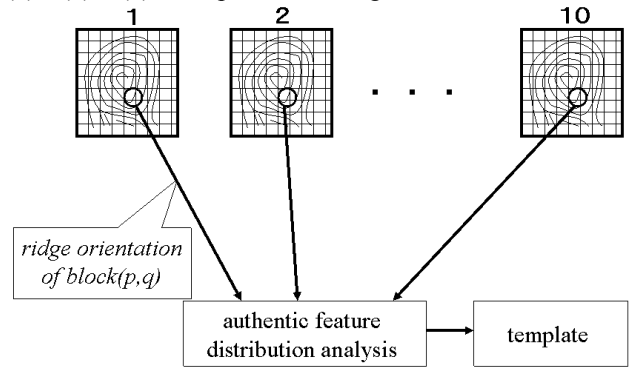 1 2 10
. . .
ridge orientation
of block(p,q)
authentic feature
distribution analysis
template